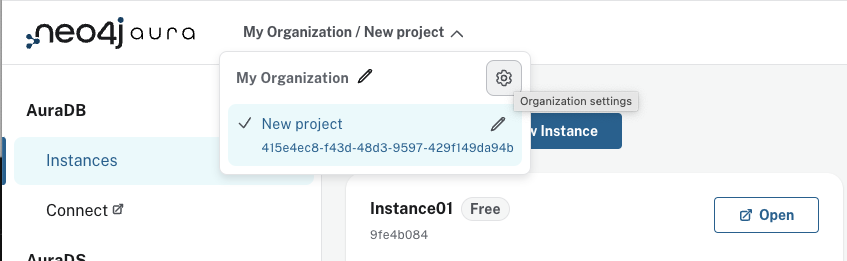 neo4j aura
My Organization / New project
My Organization
Organization settings
New project
415e4ec8-f43d-48d3-9597-429f149da94b
AuraDB
Instances
Connect
Instance
Instance01
Free
9fe4b084
Open
AuraDS